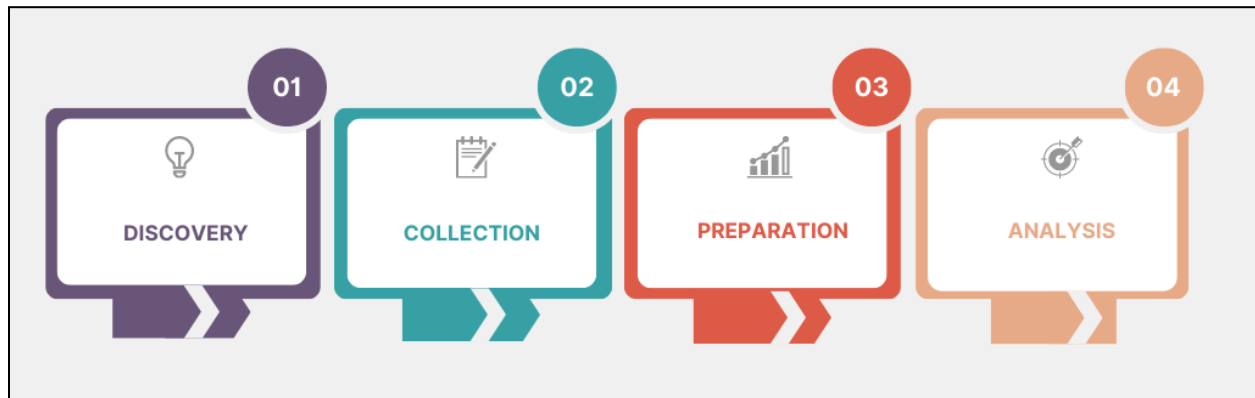 01
DISCOVERY
02
COLLECTION
03
PREPARATION
04
ANALYSIS